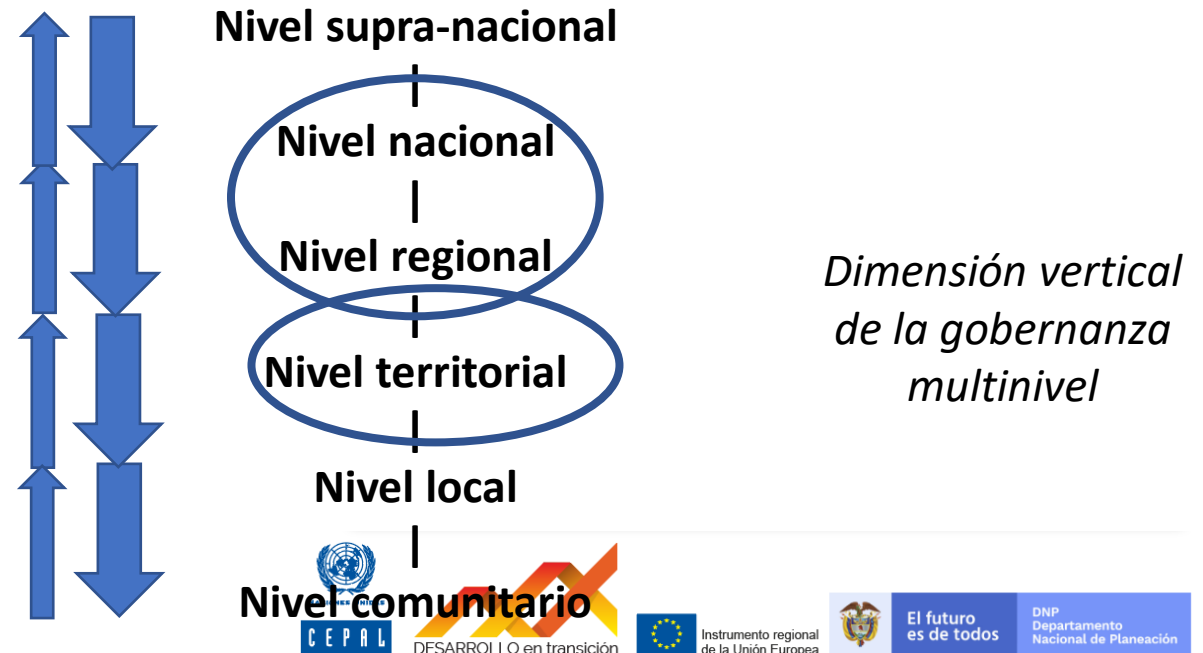 Nivel supra-nacional
Nivel nacional
Nivel regional
Nivel territorial
Nivel local
Nivel comunitario
Dimensión vertical
de la gobernanza
multinivel
CEPAL
DESARROLLO en transición
Instrumento regional
de la Unión Europea
El futuro
es de todos
DNP
Departamento
Nacional de Planeación